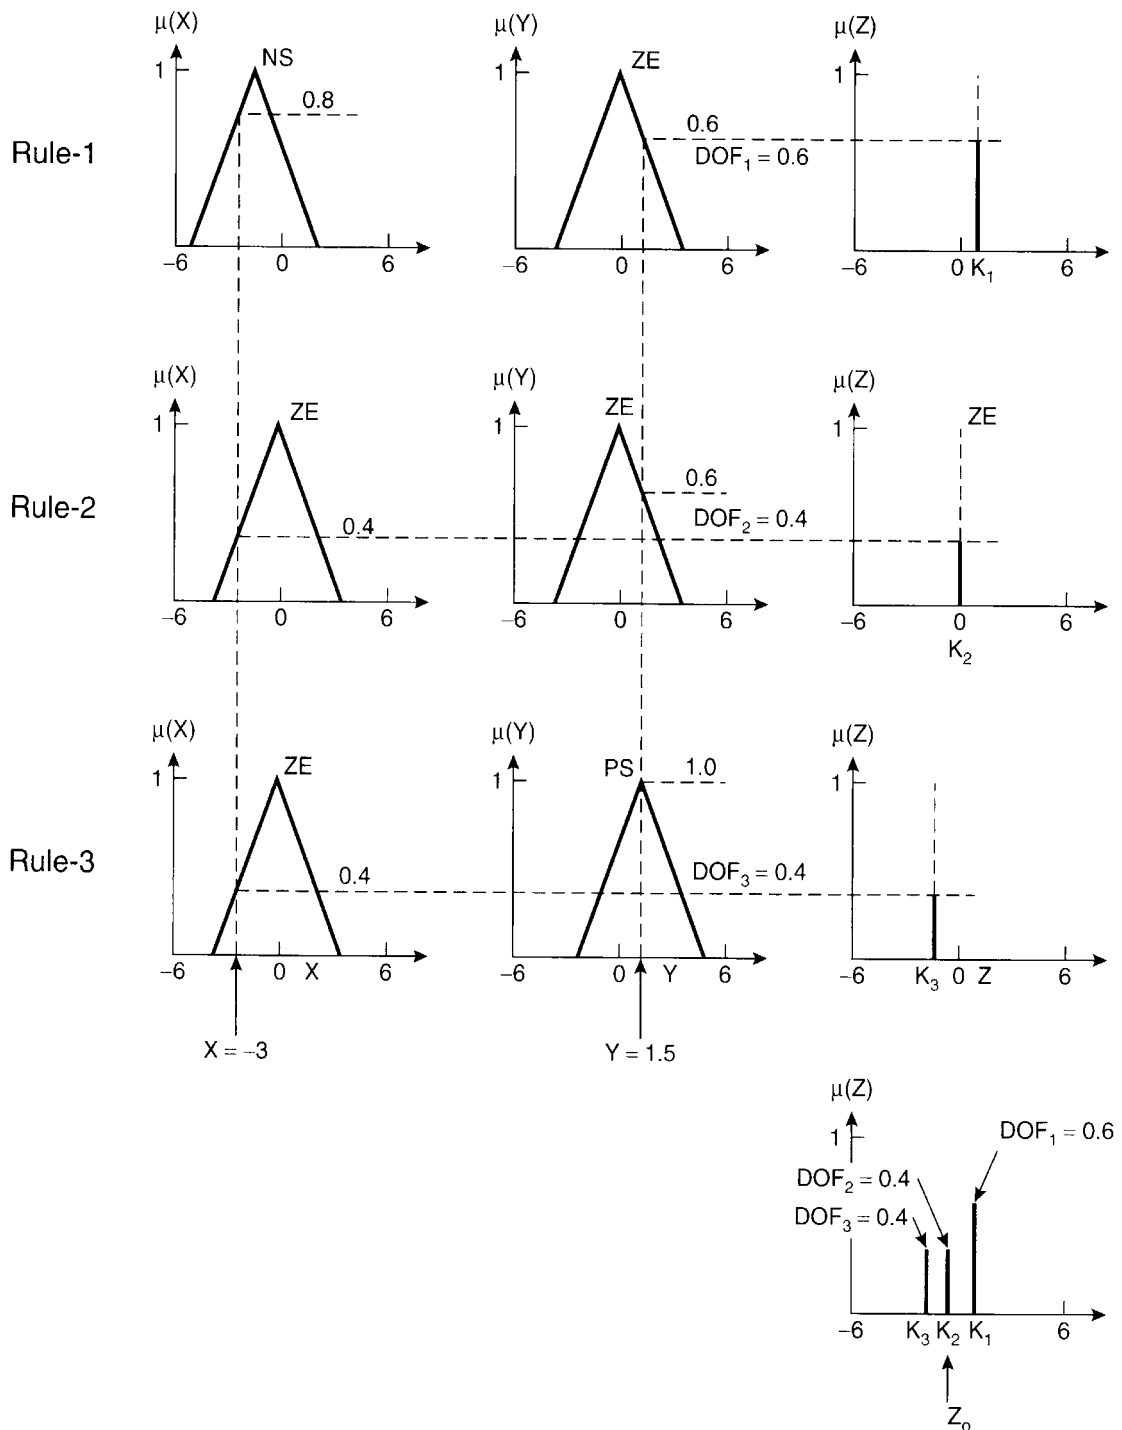 μ(X) μ(Y) μ(Z)
NS ZE
1 1 1
0.8 0.6
Rule-1 DOF₁ = 0.6
−6 0 6 −6 0 6 −6 0 K₁ 6
μ(X) μ(Y) μ(Z)
ZE ZE ZE
1 1 1
0.6
Rule-2
0.4 DOF₂ = 0.4
−6 0 6 −6 0 6 −6 0 6
K₂
μ(X) μ(Y) μ(Z)
ZE PS 1.0
1 1 1
Rule-3
0.4 DOF₃ = 0.4
−6 0 X 6 −6 0 Y 6 −6 K₃ 0 Z 6
X = −3 Y = 1.5
μ(Z)
1 DOF₁ = 0.6
DOF₂ = 0.4
DOF₃ = 0.4
−6 K₃ K₂ K₁ 6
Zₒ